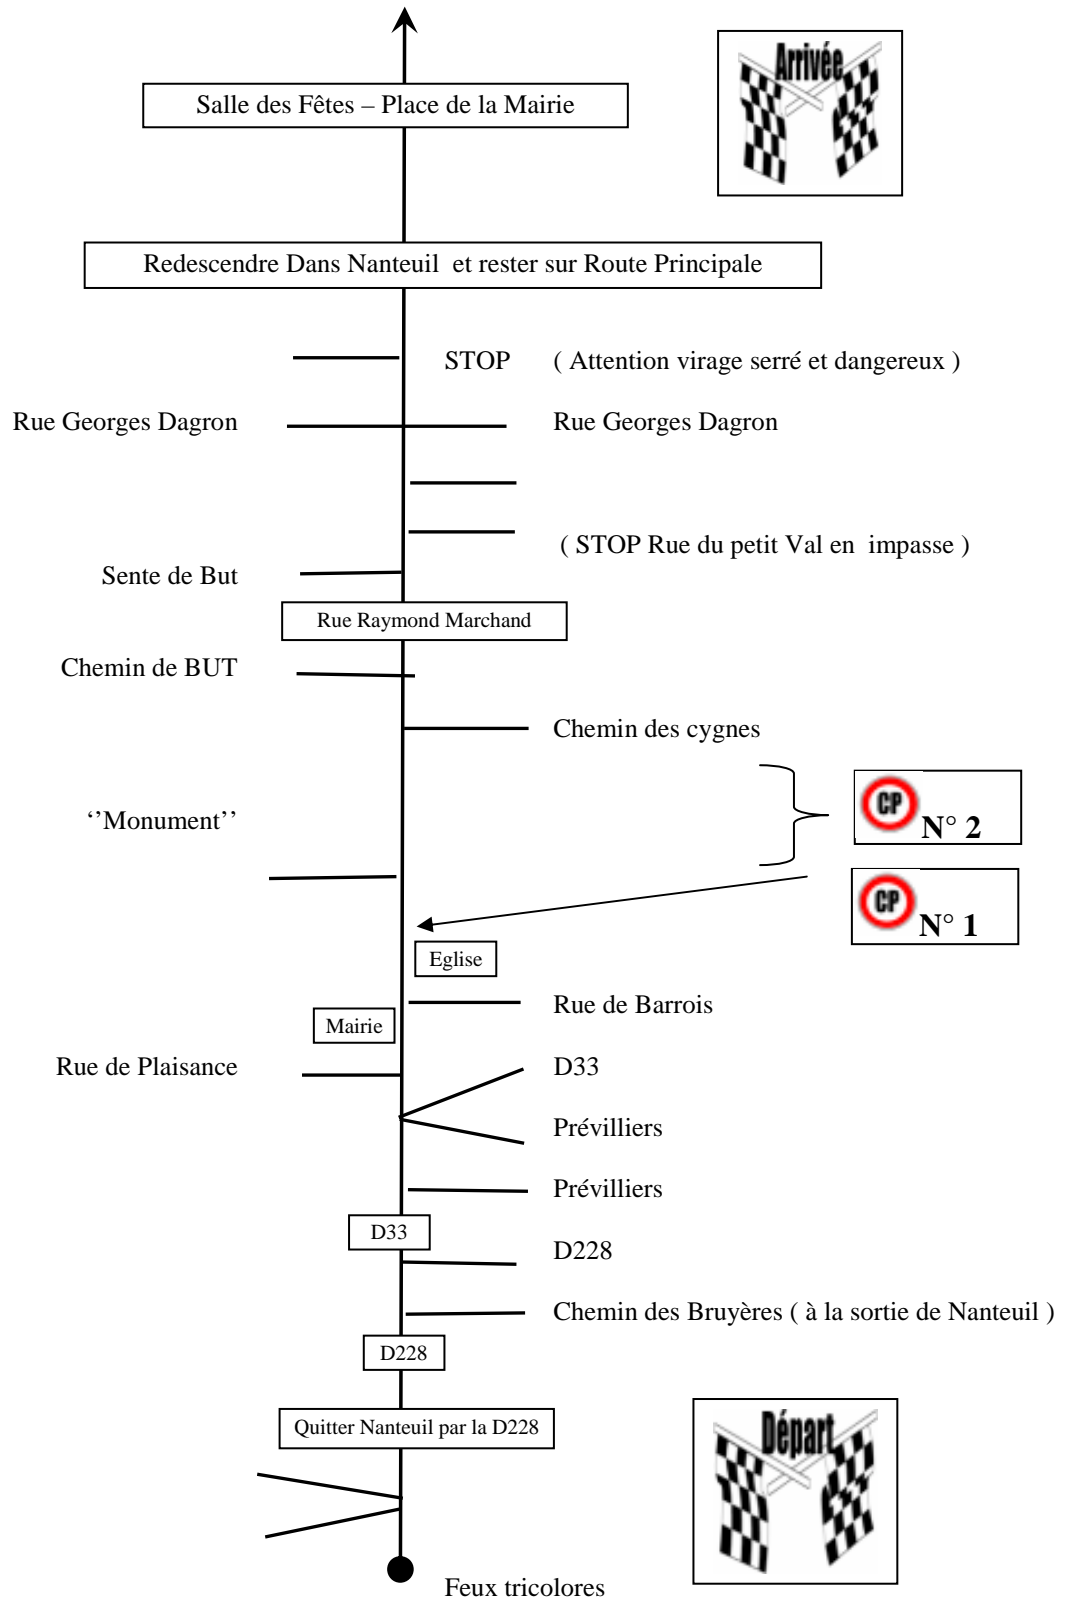 Arrivée
Salle des Fêtes – Place de la Mairie
Redescendre Dans Nanteuil et rester sur Route Principale
STOP ( Attention virage serré et dangereux )
Rue Georges Dagron Rue Georges Dagron
( STOP Rue du petit Val en impasse )
Sente de But
Rue Raymond Marchand
Chemin de BUT
Chemin des cygnes
‘’Monument’’
CP N° 2
CP N° 1
Eglise
Rue de Barrois
Mairie
Rue de Plaisance D33
Prévilliers
Prévilliers
D33
D228
Chemin des Bruyères ( à la sortie de Nanteuil )
D228
Quitter Nanteuil par la D228
Départ
Feux tricolores